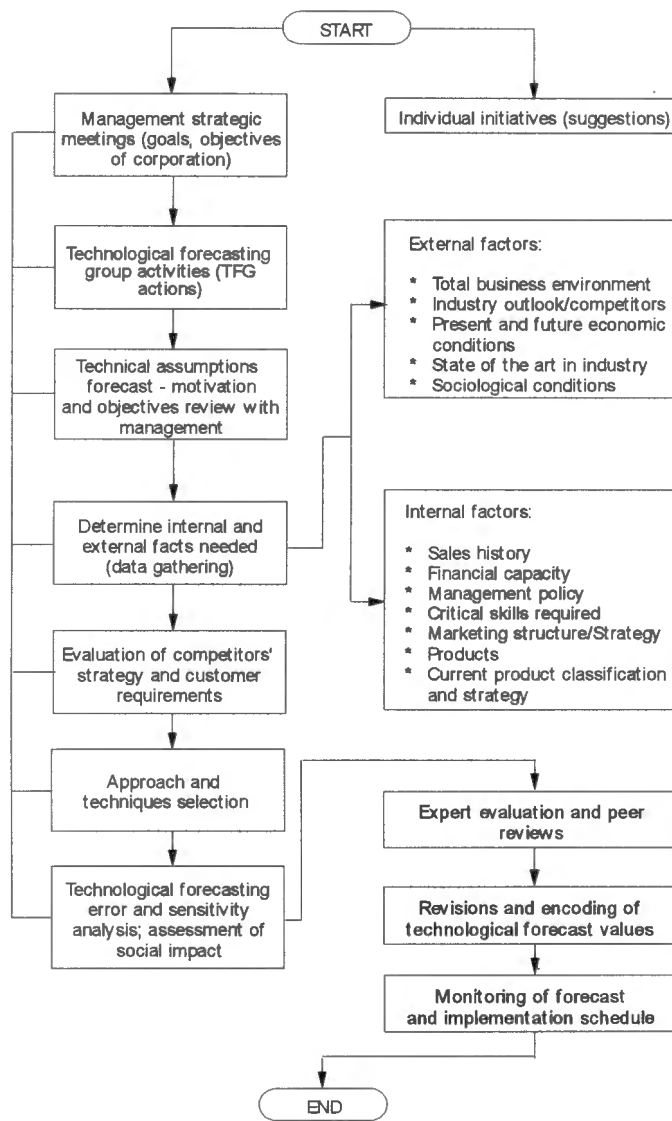 START
Management strategic
meetings (goals, objectives
of corporation)
Individual initiatives (suggestions)
Technological forecasting
group activities (TFG
actions)
External factors:
* Total business environment
* Industry outlook/competitors
* Present and future economic
conditions
* State of the art in industry
* Sociological conditions
Technical assumptions
forecast - motivation
and objectives review with
management
Determine internal and
external facts needed
(data gathering)
Internal factors:
* Sales history
* Financial capacity
* Management policy
* Critical skills required
* Marketing structure/Strategy
* Products
* Current product classification
and strategy
Evaluation of competitors'
strategy and customer
requirements
Approach and
techniques selection
Technological forecasting
error and sensitivity
analysis; assessment of
social impact
Expert evaluation and peer
reviews
Revisions and encoding of
technological forecast values
Monitoring of forecast
and implementation schedule
END